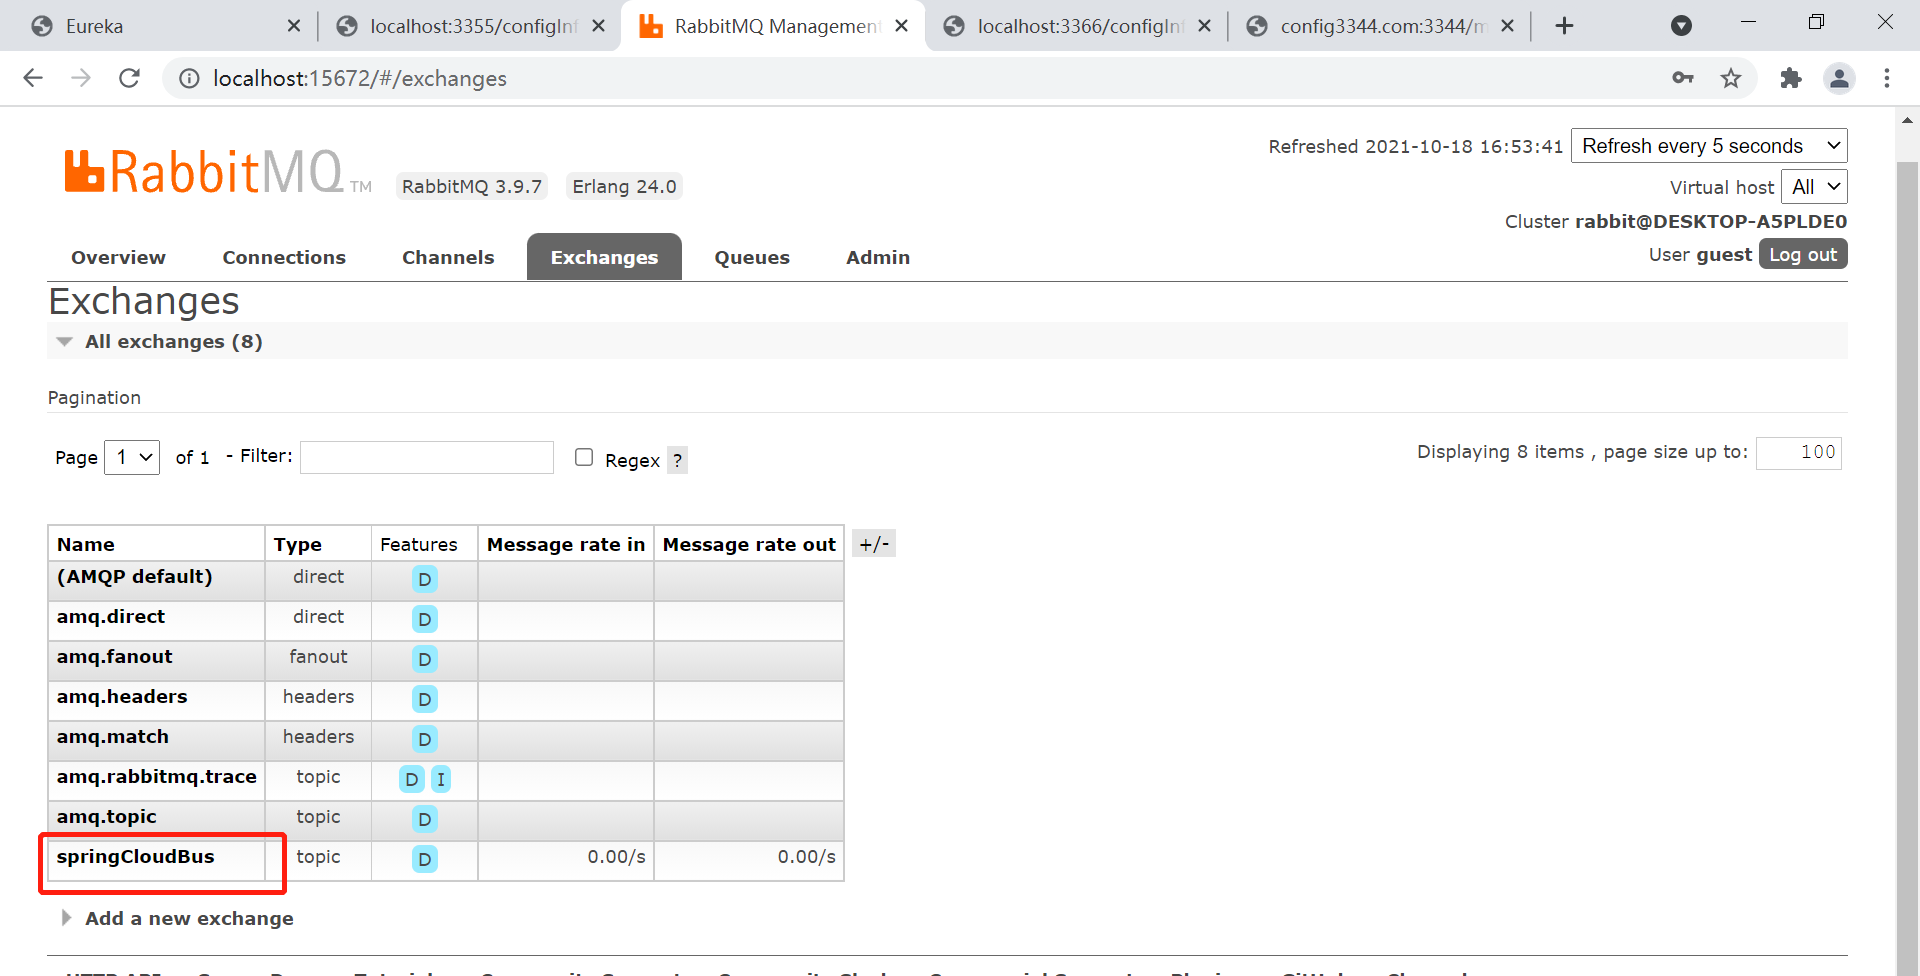 Eureka
localhost:3355/configInf
RabbitMQ Management
localhost:3366/configInf
config3344.com:3344/m
localhost:15672/#/exchanges
RabbitMQ TM
RabbitMQ 3.9.7
Erlang 24.0
Refreshed 2021-10-18 16:53:41
Refresh every 5 seconds
Virtual host All
Cluster rabbit@DESKTOP-A5PLDE0
User guest Log out
Overview Connections Channels Exchanges Queues Admin
Exchanges
All exchanges (8)
Pagination
Page 1 of 1 - Filter: Regex ?
Displaying 8 items , page size up to: 100
Name Type Features Message rate in Message rate out +/-
(AMQP default) direct D
amq.direct direct D
amq.fanout fanout D
amq.headers headers D
amq.match headers D
amq.rabbitmq.trace topic D I
amq.topic topic D
springCloudBus topic D 0.00/s 0.00/s
Add a new exchange